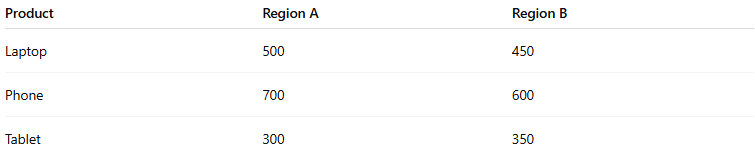 Product Region A Region B
Laptop 500 450
Phone 700 600
Tablet 300 350